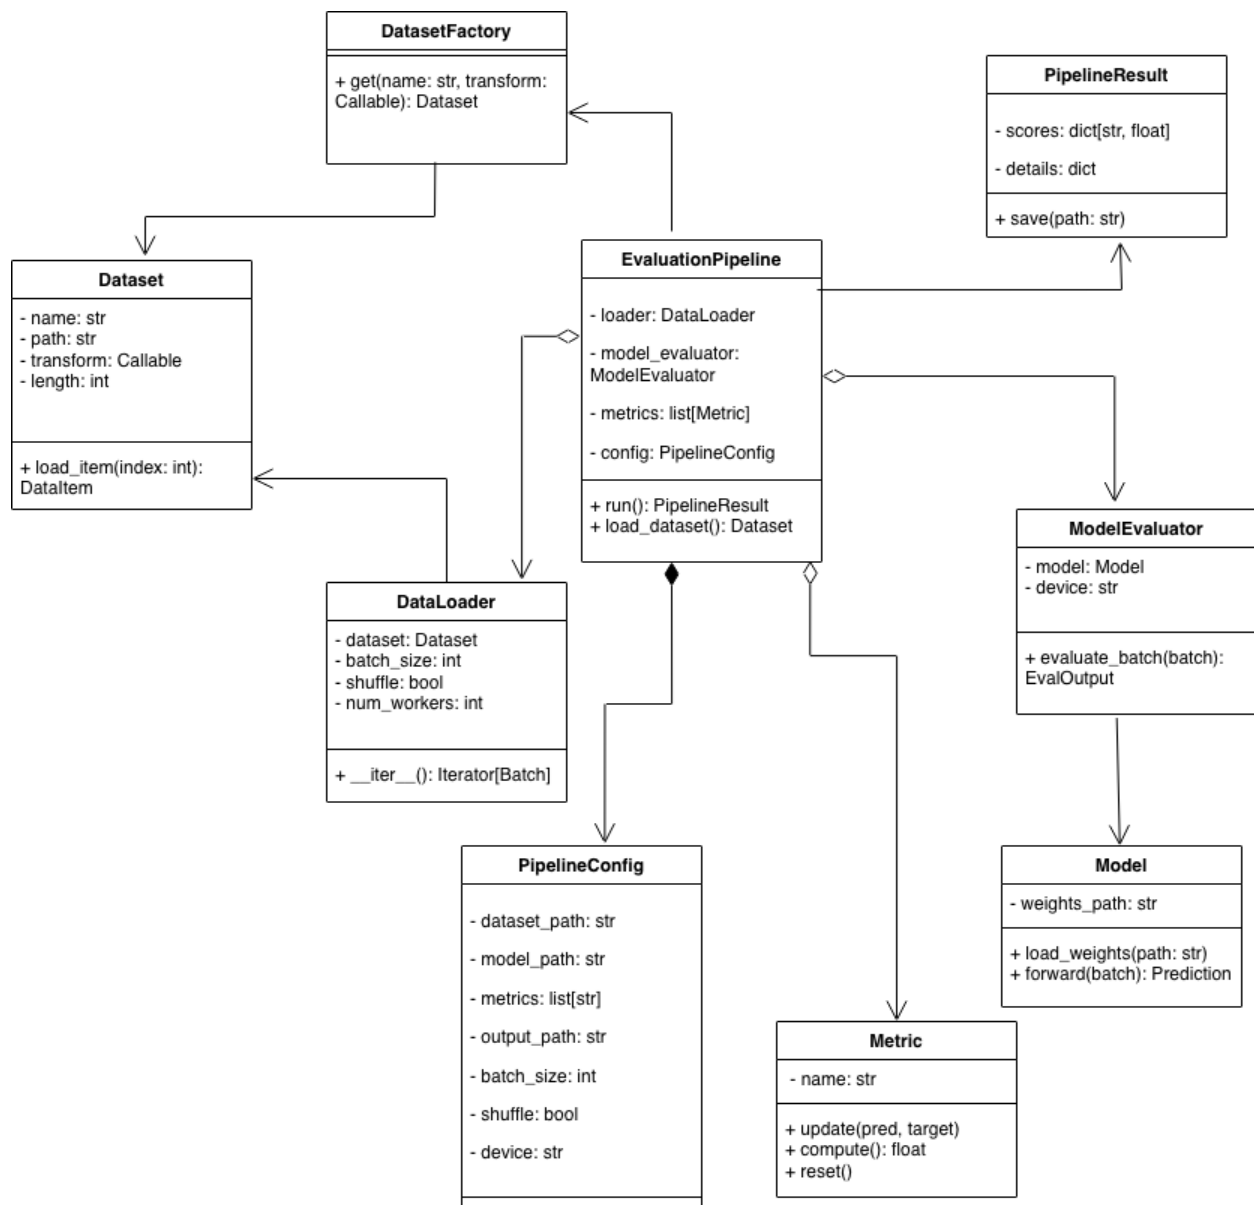 DatasetFactory
+ get(name: str, transform:
Callable): Dataset
PipelineResult
- scores: dict[str, float]
- details: dict
+ save(path: str)
Dataset
- name: str
- path: str
- transform: Callable
- length: int
+ load_item(index: int):
DataItem
EvaluationPipeline
- loader: DataLoader
- model_evaluator:
ModelEvaluator
- metrics: list[Metric]
- config: PipelineConfig
+ run(): PipelineResult
+ load_dataset(): Dataset
ModelEvaluator
- model: Model
- device: str
+ evaluate_batch(batch):
EvalOutput
DataLoader
- dataset: Dataset
- batch_size: int
- shuffle: bool
- num_workers: int
+ __iter__(): Iterator[Batch]
PipelineConfig
- dataset_path: str
- model_path: str
- metrics: list[str]
- output_path: str
- batch_size: int
- shuffle: bool
- device: str
Model
- weights_path: str
+ load_weights(path: str)
+ forward(batch): Prediction
Metric
- name: str
+ update(pred, target)
+ compute(): float
+ reset()